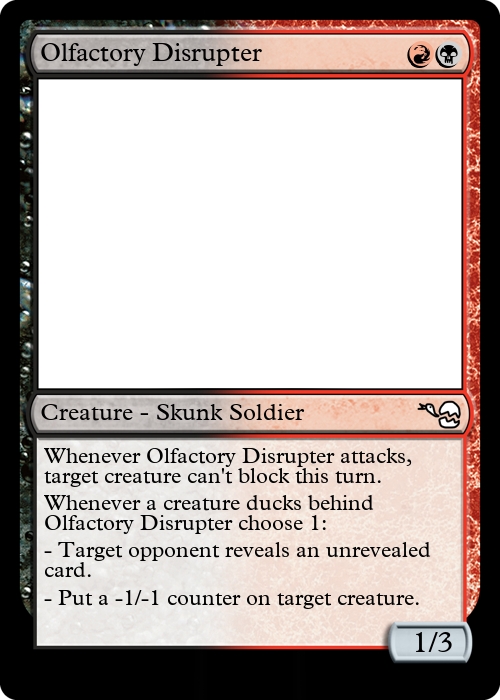 Olfactory Disrupter
Creature - Skunk Soldier
Whenever Olfactory Disrupter attacks,
target creature can't block this turn.
Whenever a creature ducks behind
Olfactory Disrupter choose 1:
- Target opponent reveals an unrevealed
card.
- Put a -1/-1 counter on target creature.
1/3